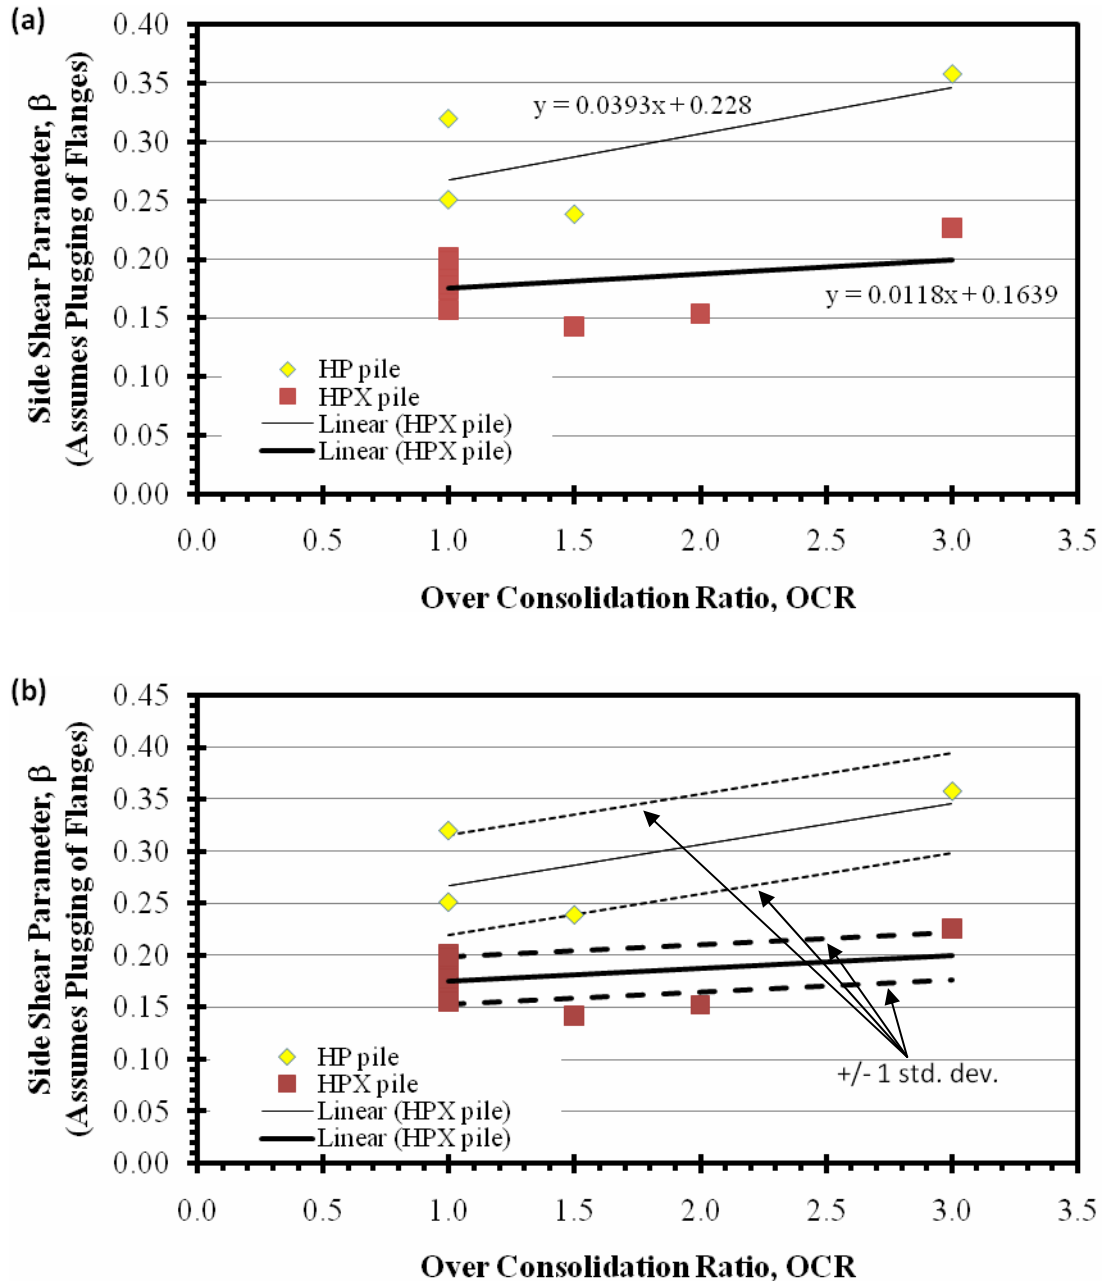 (a)
0.40
0.35
0.30
0.25
0.20
0.15
0.10
0.05
0.00
Side Shear Parameter, β
(Assumes Plugging of Flanges)
y = 0.0393x + 0.228
y = 0.0118x + 0.1639
HP pile
HPX pile
Linear (HPX pile)
Linear (HPX pile)
0.0 0.5 1.0 1.5 2.0 2.5 3.0 3.5
Over Consolidation Ratio, OCR
(b)
0.45
0.40
0.35
0.30
0.25
0.20
0.15
0.10
0.05
0.00
Side Shear Parameter, β
(Assumes Plugging of Flanges)
+/- 1 std. dev.
HP pile
HPX pile
Linear (HPX pile)
Linear (HPX pile)
0.0 0.5 1.0 1.5 2.0 2.5 3.0 3.5
Over Consolidation Ratio, OCR